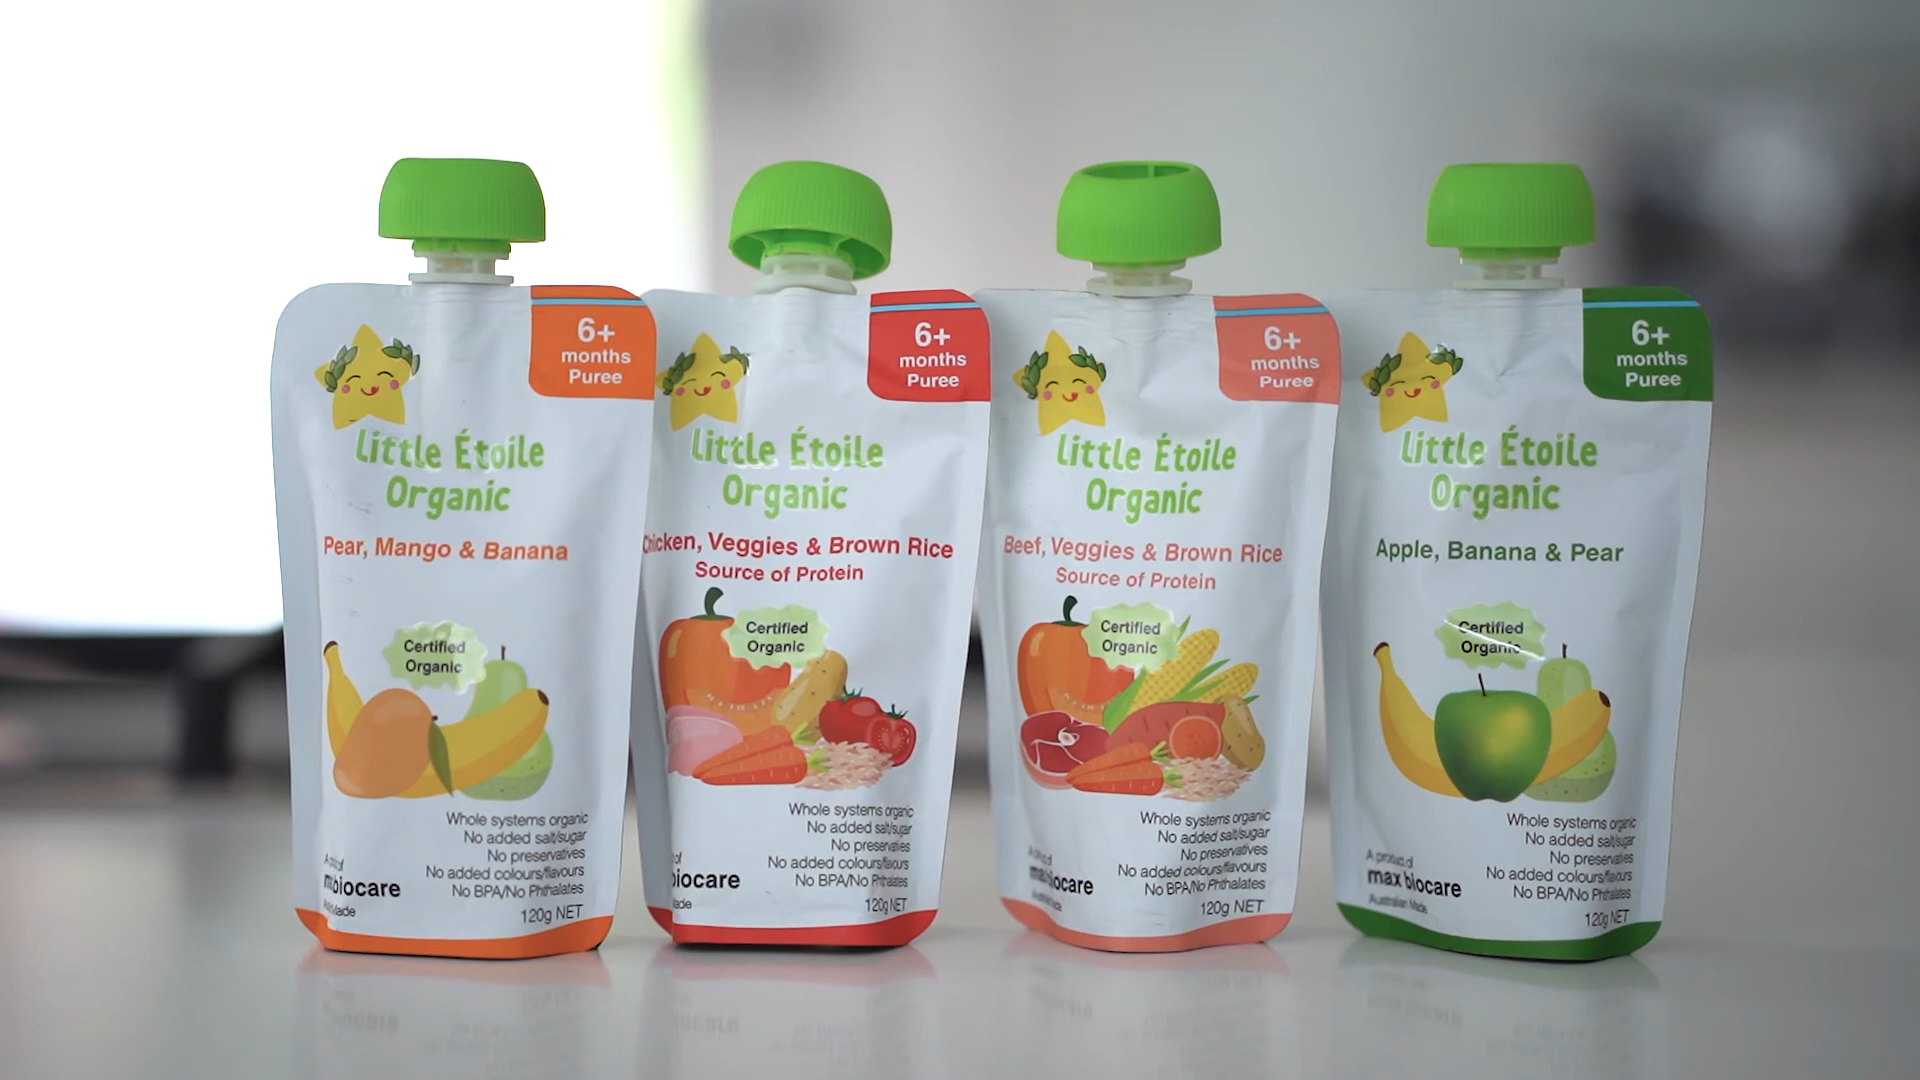 6+
months
Puree
Little Étoile
Organic
Pear, Mango & Banana
Certified
Organic
Whole systems organic
No added salt/sugar
No preservatives
No added colours/flavours
No BPA/No Phthalates
biocare
120g NET
6+
months
Puree
Little Étoile
Organic
Chicken, Veggies & Brown Rice
Source of Protein
Certified
Organic
Whole systems organic
No added salt/sugar
No preservatives
No added colours/flavours
No BPA/No Phthalates
biocare
120g NET
6+
months
Puree
Little Étoile
Organic
Beef, Veggies & Brown Rice
Source of Protein
Certified
Organic
Whole systems organic
No added salt/sugar
No preservatives
No added colours/flavours
No BPA/No Phthalates
max biocare
120g NET
6+
months
Puree
Little Étoile
Organic
Apple, Banana & Pear
Certified
Organic
Whole systems organic
No added salt/sugar
No preservatives
No added colours/flavours
No BPA/No Phthalates
A product of
max biocare
Australian Made
120g NET